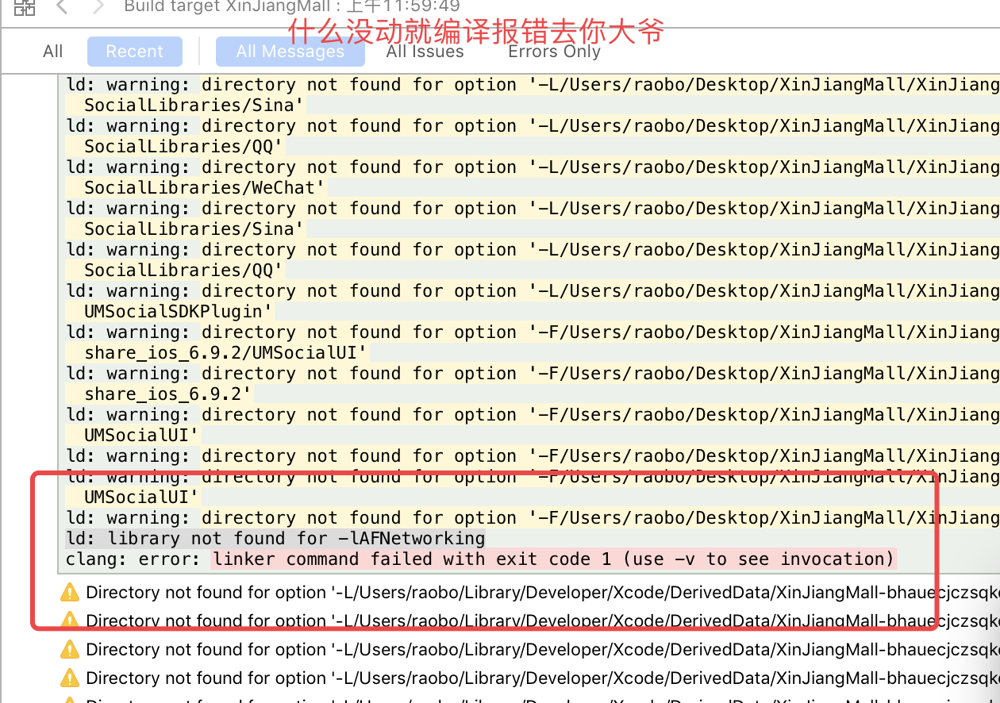 Build target XinJiangMall : 上午11:59:49
什么没动就编译报错去你大爷
All Recent All Messages All Issues Errors Only
ld: warning: directory not found for option '-L/Users/raobo/Desktop/XinJiangMall/XinJiang
SocialLibraries/Sina'
ld: warning: directory not found for option '-L/Users/raobo/Desktop/XinJiangMall/XinJiang
SocialLibraries/QQ'
ld: warning: directory not found for option '-L/Users/raobo/Desktop/XinJiangMall/XinJiang
SocialLibraries/WeChat'
ld: warning: directory not found for option '-L/Users/raobo/Desktop/XinJiangMall/XinJiang
SocialLibraries/Sina'
ld: warning: directory not found for option '-L/Users/raobo/Desktop/XinJiangMall/XinJiang
SocialLibraries/QQ'
ld: warning: directory not found for option '-L/Users/raobo/Desktop/XinJiangMall/XinJiang
UMSocialSDKPlugin'
ld: warning: directory not found for option '-F/Users/raobo/Desktop/XinJiangMall/XinJiang
share_ios_6.9.2/UMSocialUI'
ld: warning: directory not found for option '-F/Users/raobo/Desktop/XinJiangMall/XinJiang
share_ios_6.9.2'
ld: warning: directory not found for option '-F/Users/raobo/Desktop/XinJiangMall/XinJiang
UMSocialUI'
ld: warning: directory not found for option '-F/Users/raobo/Desktop/XinJiangMall/XinJiang
ld: warning: directory not found for option '-F/Users/raobo/Desktop/XinJiangMall/XinJiang
UMSocialUI'
ld: warning: directory not found for option '-F/Users/raobo/Desktop/XinJiangMall/XinJiang
ld: library not found for -lAFNetworking
clang: error: linker command failed with exit code 1 (use -v to see invocation)
Directory not found for option '-L/Users/raobo/Library/Developer/Xcode/DerivedData/XinJiangMall-bhauecjczsqk
Directory not found for option '-L/Users/raobo/Library/Developer/Xcode/DerivedData/XinJiangMall-bhauecjczsqk
Directory not found for option '-L/Users/raobo/Library/Developer/Xcode/DerivedData/XinJiangMall-bhauecjczsqk
Directory not found for option '-L/Users/raobo/Library/Developer/Xcode/DerivedData/XinJiangMall-bhauecjczsqk